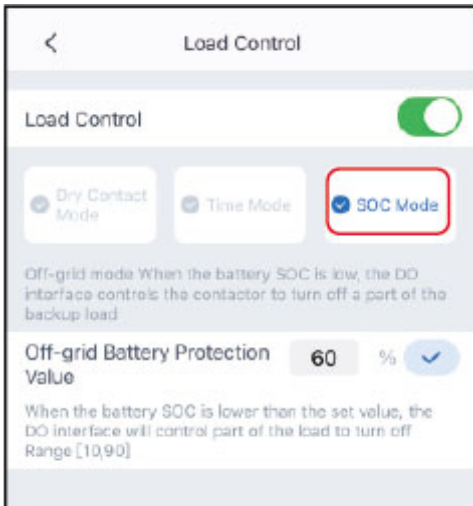 Load Control
Load Control
Dry Contact
Mode
Time Mode
SOC Mode
Off-grid mode When the battery SOC is low, the DO
interface controls the contactor to turn off a part of the
backup load
Off-grid Battery Protection
Value
60 %
When the battery SOC is lower than the set value, the
DO interface will control part of the load to turn off
Range [10,90]